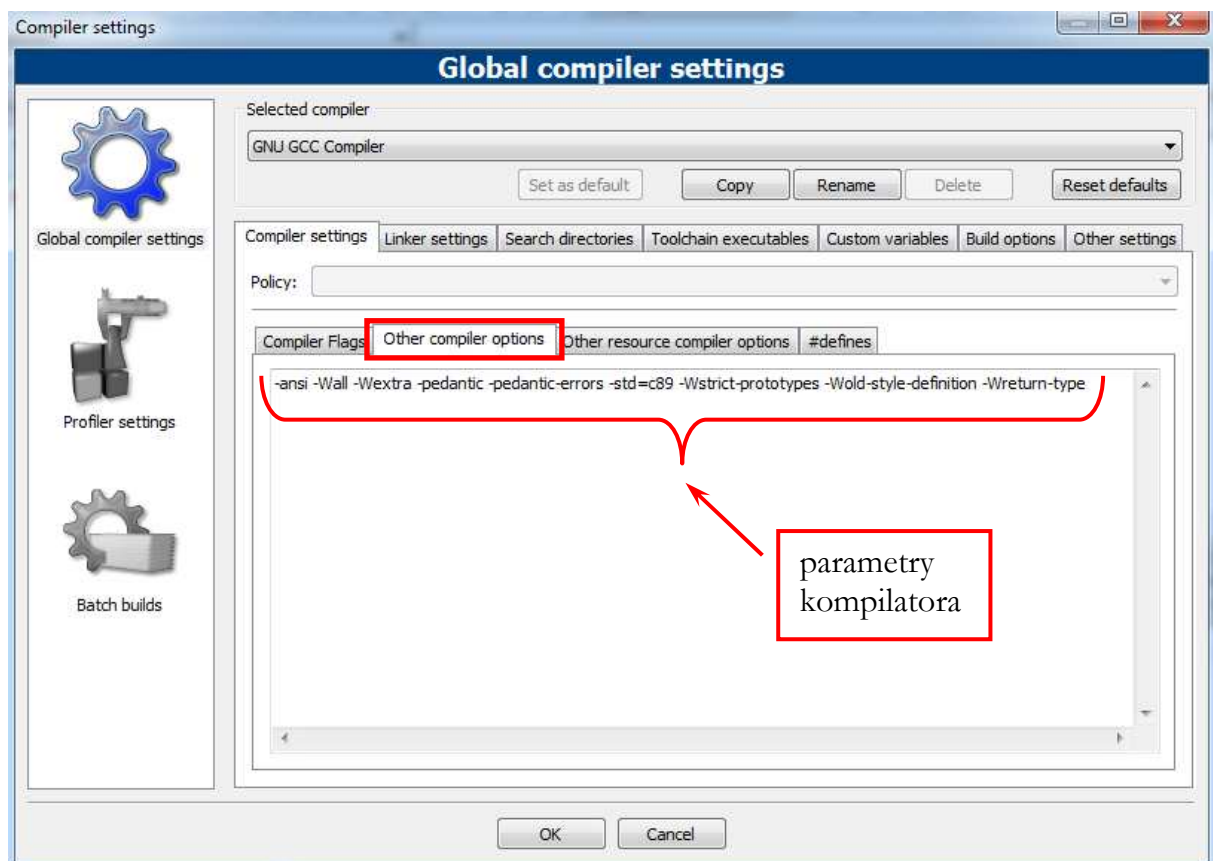 Compiler settings
Global compiler settings
Global compiler settings
Profiler settings
Batch builds
Selected compiler
GNU GCC Compiler
Set as default Copy Rename Delete Reset defaults
Compiler settings Linker settings Search directories Toolchain executables Custom variables Build options Other settings
Policy:
Compiler Flags Other compiler options Other resource compiler options #defines
-ansi -Wall -Wextra -pedantic -pedantic-errors -std=c89 -Wstrict-prototypes -Wold-style-definition -Wreturn-type
parametry
kompilatora
OK Cancel